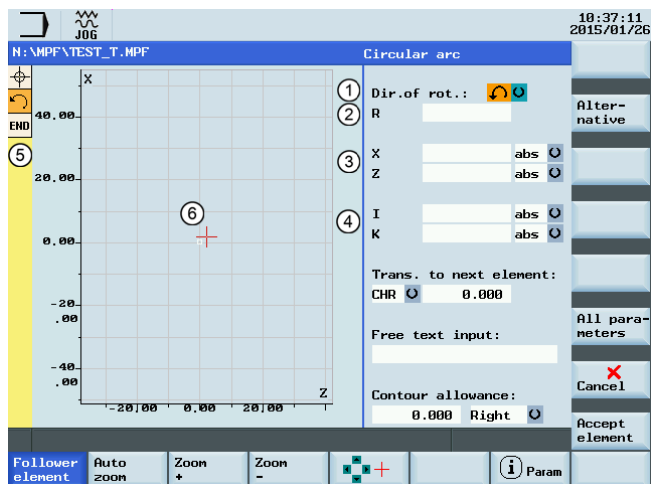 JOG
10:37:11
2015/01/26
N:\MPF\TEST_T.MPF
Circular arc
X
1 Dir.of rot.:
2 R
Alter-
native
END
40.00
5
3 X abs
Z abs
20.00
6
4 I abs
K abs
0.00
Trans. to next element:
CHR 0.000
-20
.00
All para-
meters
Free text input:
-40
.00
Cancel
Z
Contour allowance:
-20.00 0.00 20.00
0.000 Right
Accept
element
Follower
element
Auto
zoom
Zoom
+
Zoom
-
i Param